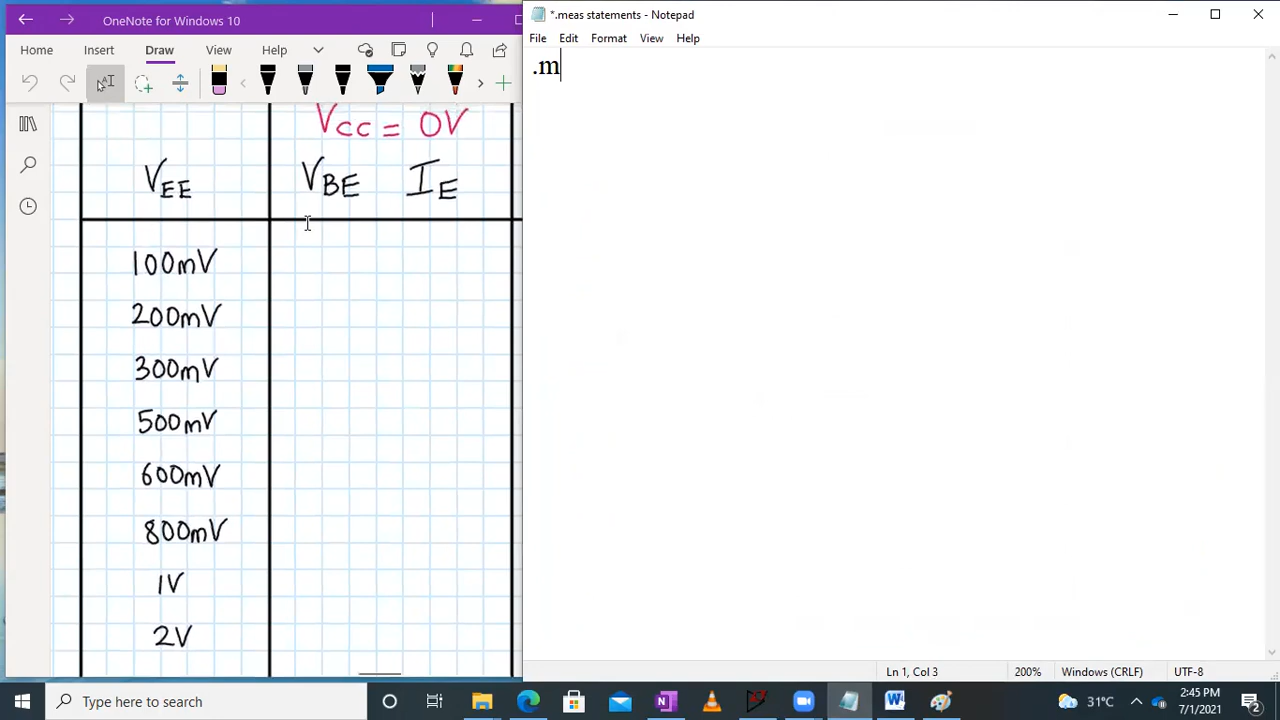 OneNote for Windows 10
Home Insert Draw View Help
Vcc = 0V
VEE VBE IE
100mV
200mV
300mV
500mV
600mV
800mV
1V
2V
*.meas statements - Notepad
File Edit Format View Help
.m
Ln 1, Col 3 200% Windows (CRLF) UTF-8
Type here to search
31°C
2:45 PM
7/1/2021
2